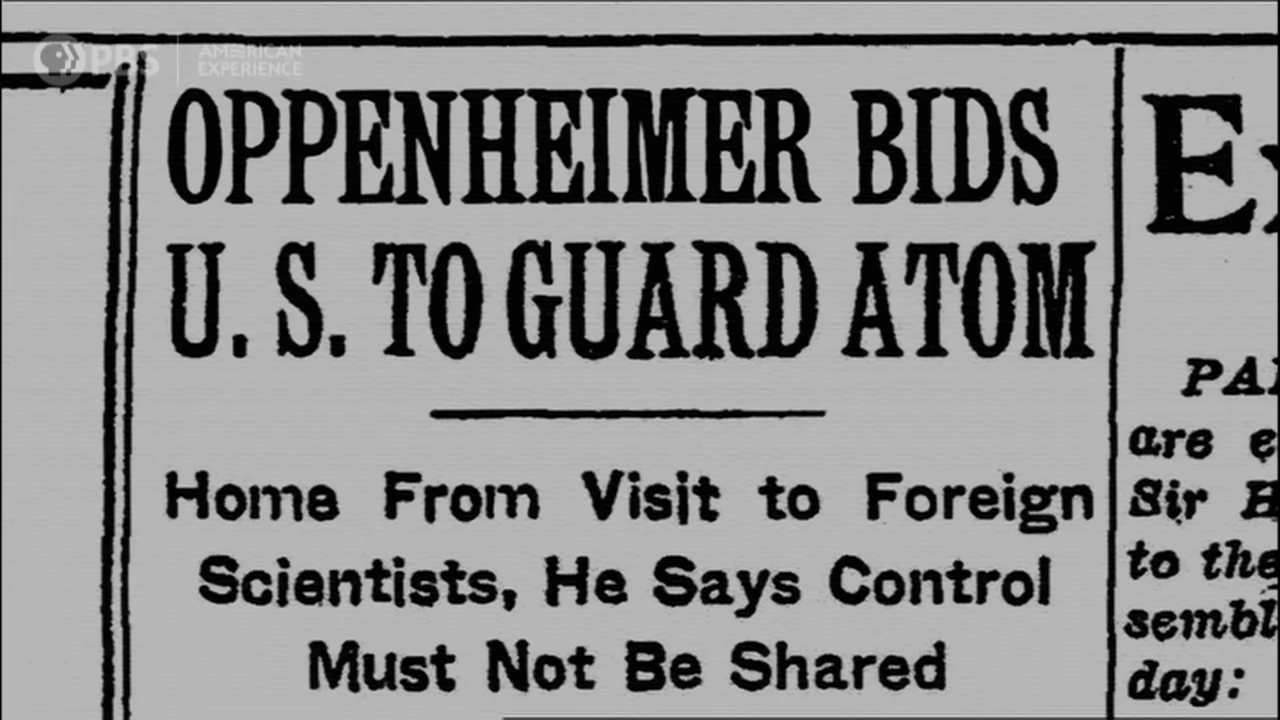 PBS AMERICAN EXPERIENCE
OPPENHEIMER BIDS
U. S. TO GUARD ATOM
Home From Visit to Foreign
Scientists, He Says Control
Must Not Be Shared
are
Sir
to the
day: